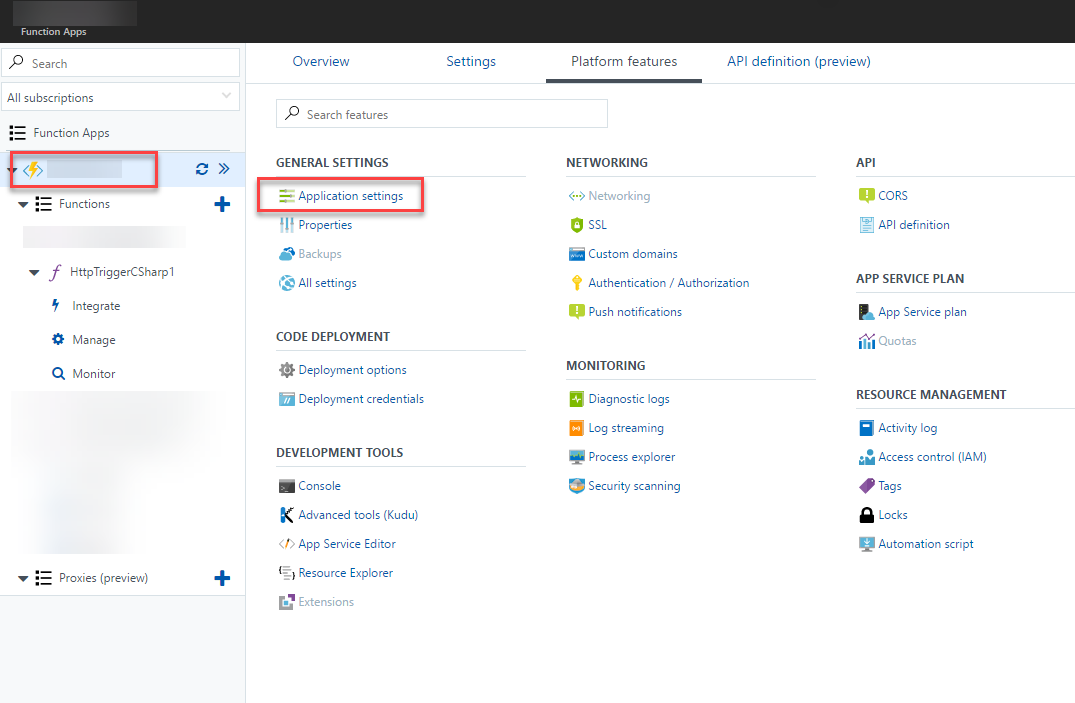 Function Apps
Search
All subscriptions
Function Apps
Functions
HttpTriggerCSharp1
Integrate
Manage
Monitor
Proxies (preview)
Overview
Settings
Platform features
API definition (preview)
Search features
GENERAL SETTINGS
Application settings
Properties
Backups
All settings
CODE DEPLOYMENT
Deployment options
Deployment credentials
DEVELOPMENT TOOLS
Console
Advanced tools (Kudu)
App Service Editor
Resource Explorer
Extensions
NETWORKING
Networking
SSL
Custom domains
Authentication / Authorization
Push notifications
MONITORING
Diagnostic logs
Log streaming
Process explorer
Security scanning
API
CORS
API definition
APP SERVICE PLAN
App Service plan
Quotas
RESOURCE MANAGEMENT
Activity log
Access control (IAM)
Tags
Locks
Automation script